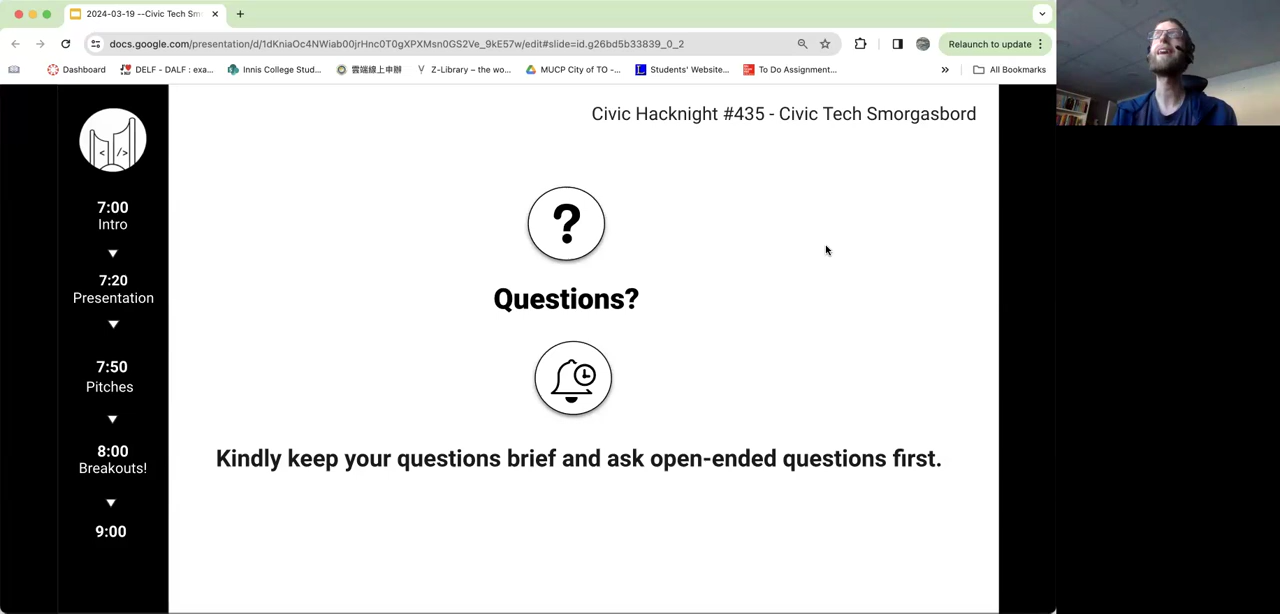 2024-03-19 --Civic Tech Sm
docs.google.com/presentation/d/1dKniaOc4NWiab00jrHnc0T0gXPXMsn0GS2Ve_9kE57w/edit#slide=id.g26bd5b33839_0_2
Relaunch to update
Dashboard
DELF - DALF : exa...
Innis College Stud...
雲端線上申辦
Z-Library – the wo...
MUCP City of TO -...
Students' Website...
To Do Assignment...
»
All Bookmarks
Civic Hacknight #435 - Civic Tech Smorgasbord
< />
7:00
Intro
7:20
Presentation
7:50
Pitches
8:00
Breakouts!
9:00
?
Questions?
Kindly keep your questions brief and ask open-ended questions first.